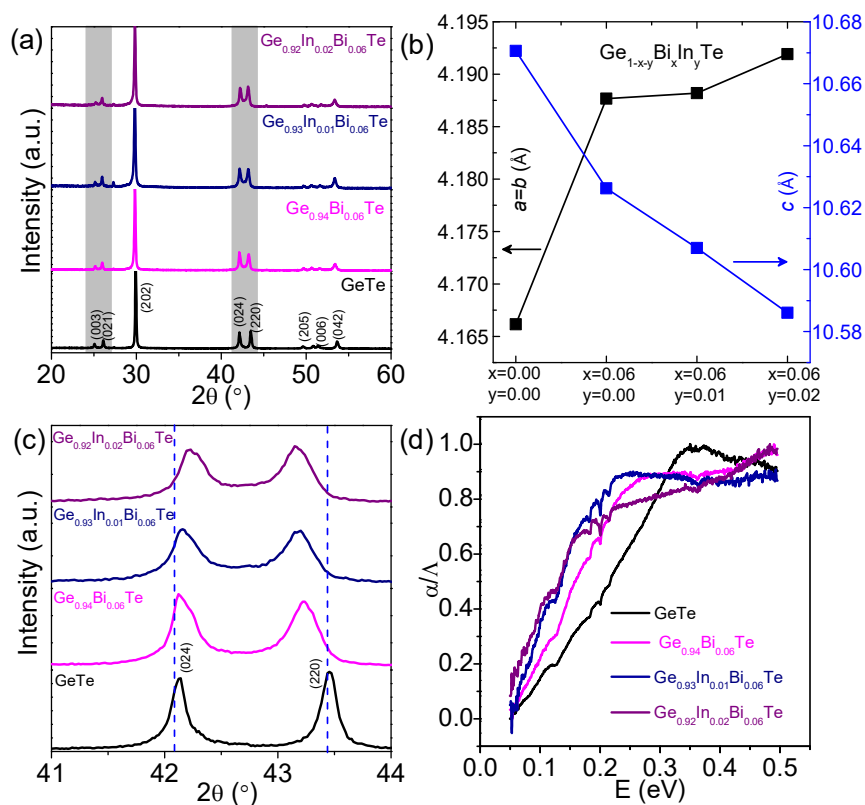 (a)
Ge0.92In0.02Bi0.06Te
Ge0.93In0.01Bi0.06Te
Ge0.94Bi0.06Te
GeTe
(003)
(021)
(202)
(024)
(220)
(205)
(006)
(042)
Intensity (a.u.)
20 30 40 50 60
2θ (°)
(b)
Ge1-x-yBixInyTe
4.195
4.190
4.185
4.180
4.175
4.170
4.165
a=b (Å)
10.68
10.66
10.64
10.62
10.60
10.58
c (Å)
x=0.00 x=0.06 x=0.06 x=0.06
y=0.00 y=0.00 y=0.01 y=0.02
(c)
Ge0.92In0.02Bi0.06Te
Ge0.93In0.01Bi0.06Te
Ge0.94Bi0.06Te
GeTe
(024)
(220)
Intensity (a.u.)
41 42 43 44
2θ (°)
(d)
1.0
0.8
0.6
0.4
0.2
0.0
α/Λ
GeTe
Ge0.94Bi0.06Te
Ge0.93In0.01Bi0.06Te
Ge0.92In0.02Bi0.06Te
0.0 0.1 0.2 0.3 0.4 0.5
E (eV)